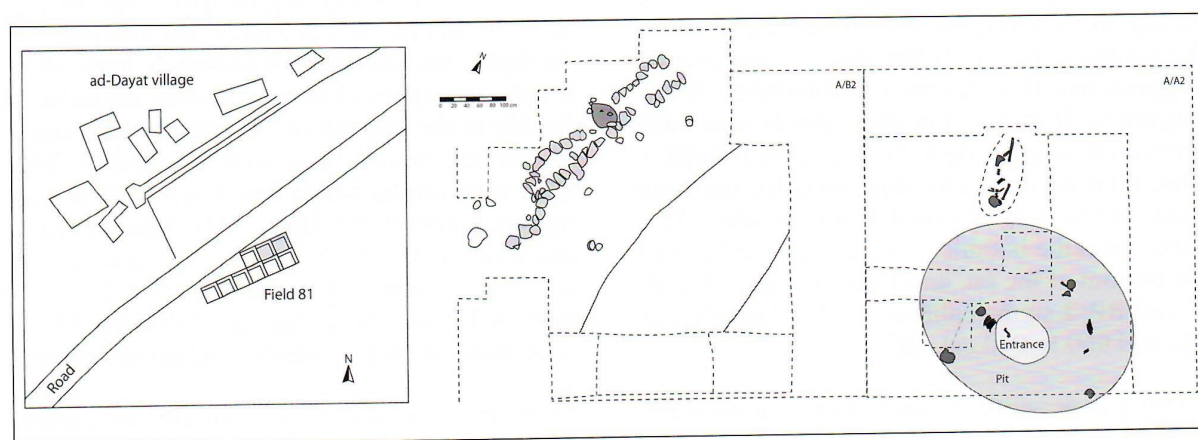 ad-Dayat village
Field 81
Road
N
N
0 20 40 60 80 100 cm
A/B2
A/A2
Entrance
Pit